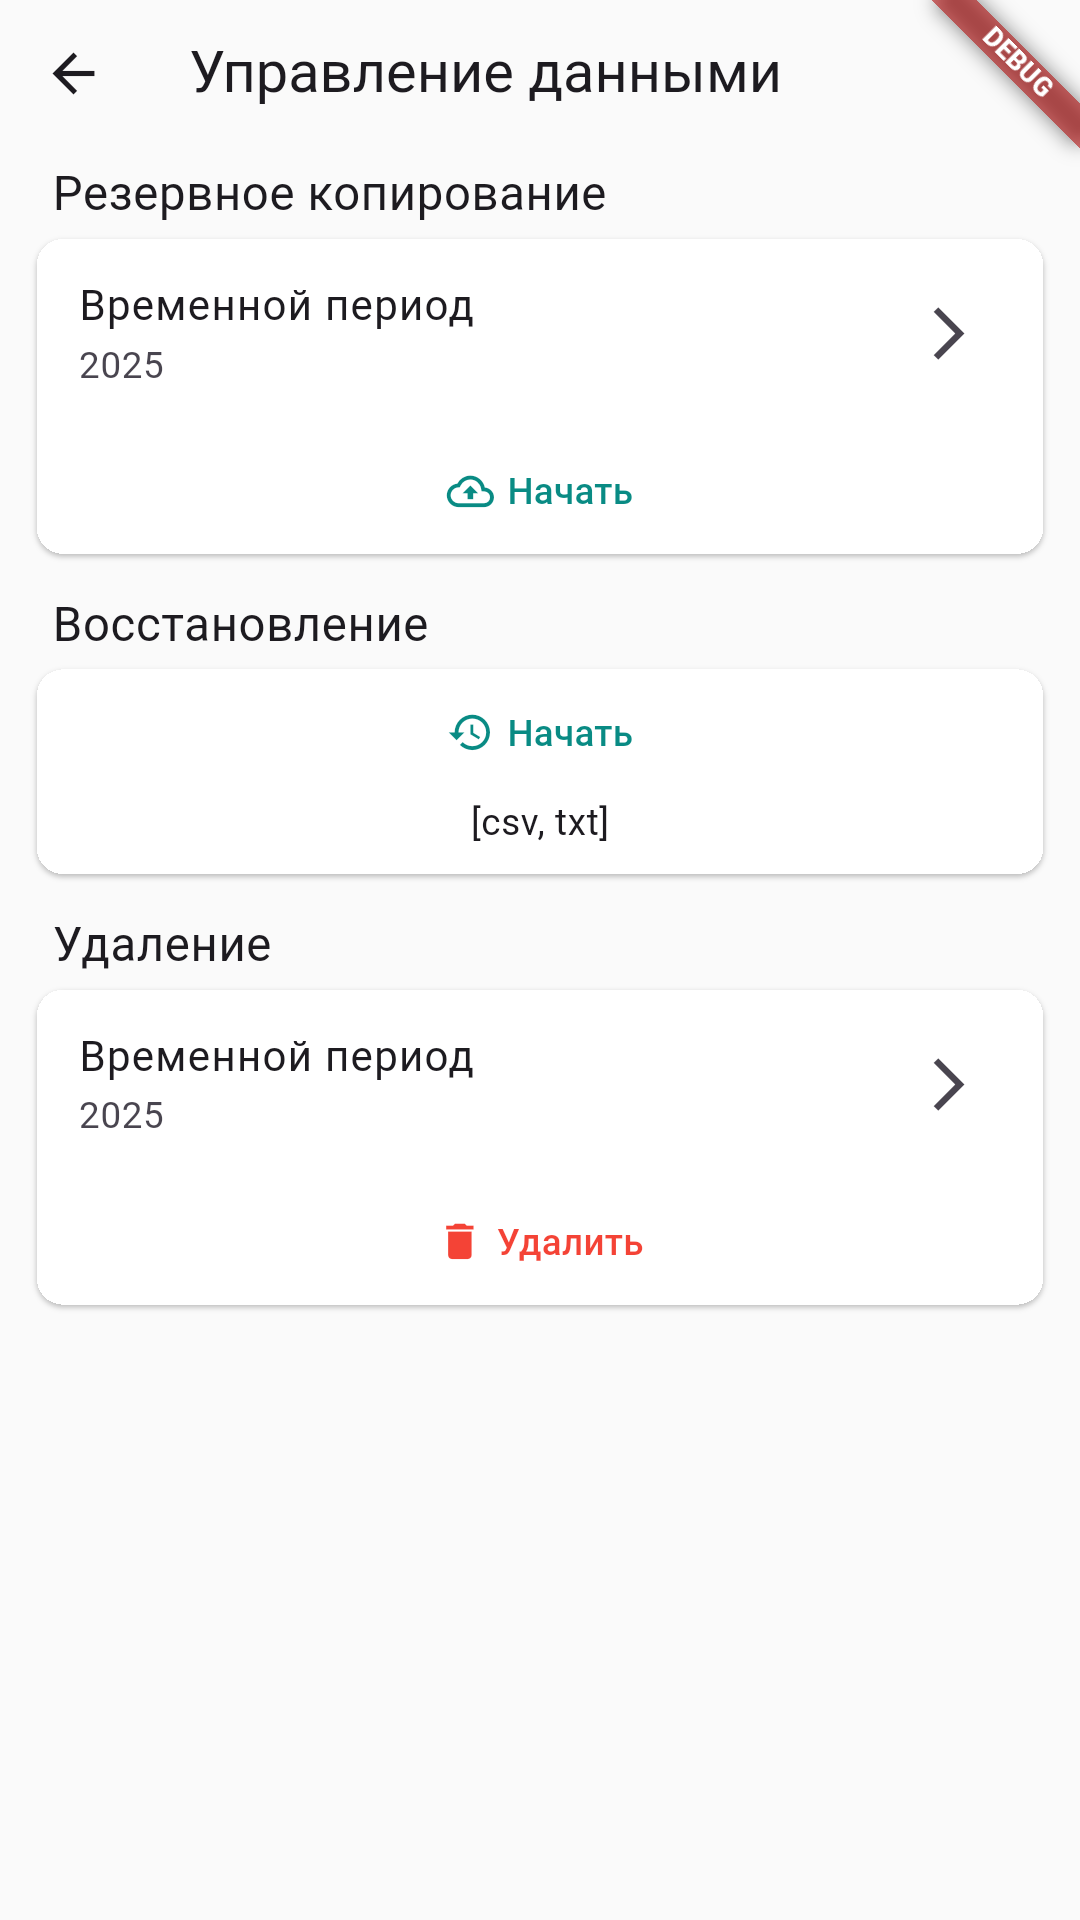 Управление данными
DEBUG
Резервное копирование
Временной период
2025
Начать
Восстановление
Начать
[csv, txt]
Удаление
Временной период
2025
Удалить